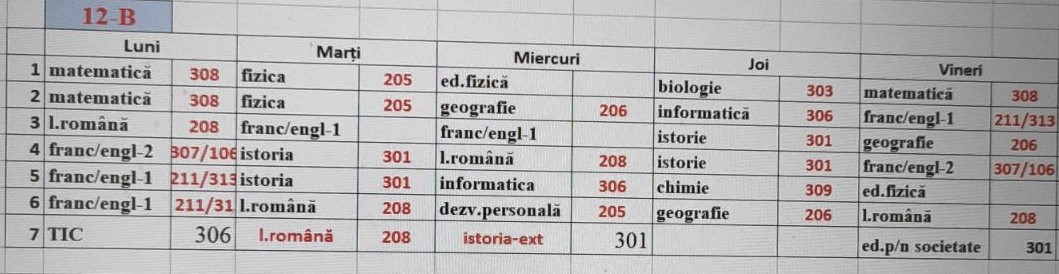 12-B
Luni Marți Miercuri Joi Vineri
1 matematică 308 fizica 205 ed.fizică biologie 303 matematică 308
2 matematică 308 fizica 205 geografie 206 informatică 306 franc/engl-1 211/313
3 l.română 208 franc/engl-1 franc/engl-1 istorie 301 geografie 206
4 franc/engl-2 307/106 istoria 301 l.română 208 istorie 301 franc/engl-2 307/106
5 franc/engl-1 211/313 istoria 301 informatica 306 chimie 309 ed.fizică
6 franc/engl-1 211/31 l.română 208 dezv.personală 205 geografie 206 l.română 208
7 TIC 306 l.română 208 istoria-ext 301 ed.p/n societate 301